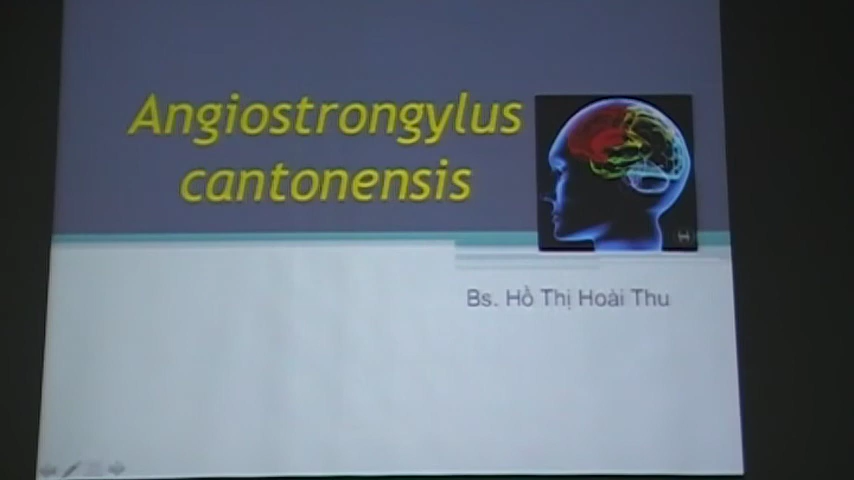 Angiostrongylus
cantonensis
Bs. Hồ Thị Hoài Thu